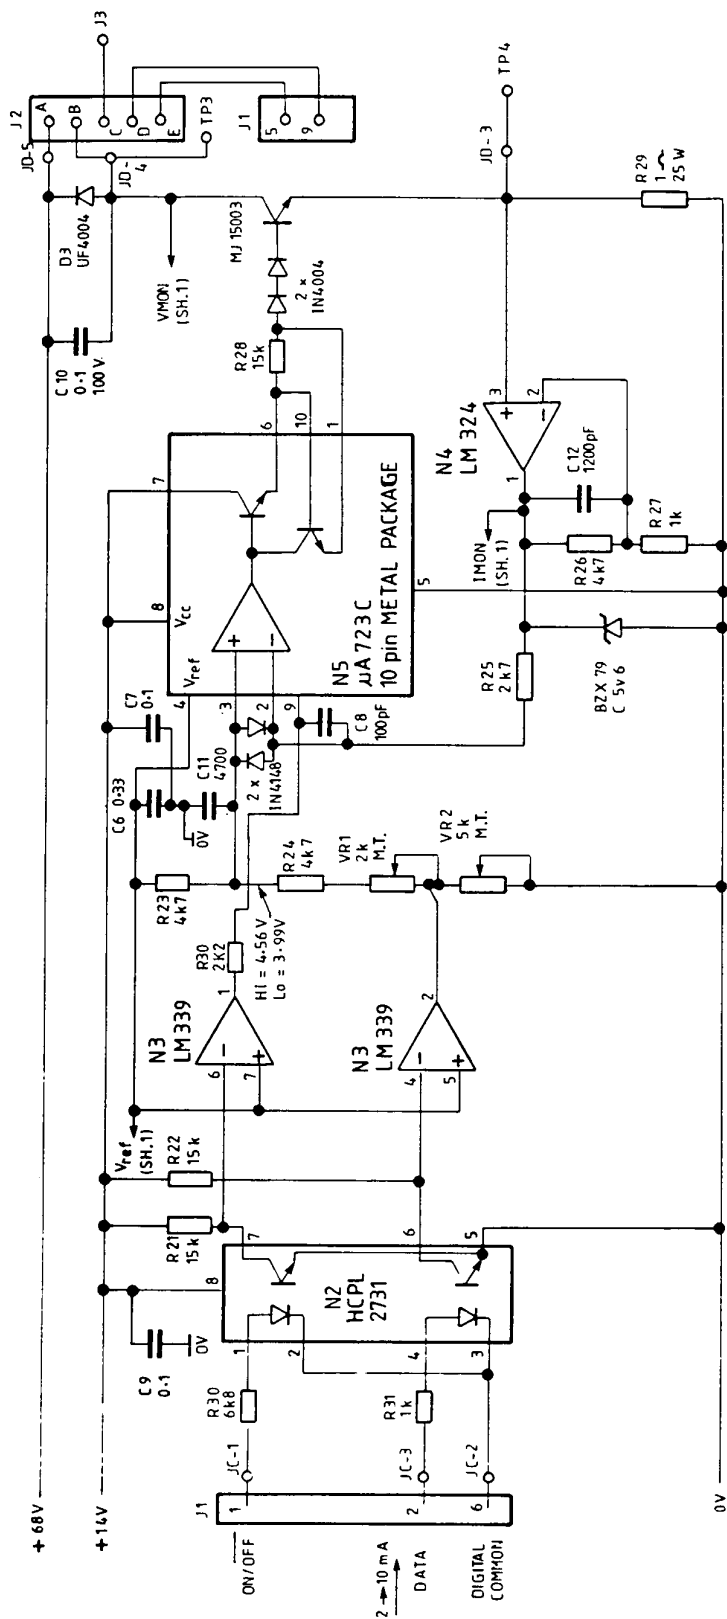 +68V
+14V
J1
1
2
6
ON/OFF
2→10 mA
DATA
DIGITAL
COMMON
JC-1
JC-3
JC-2
R30
6k8
R31
1k
C9
0·1
0V
8
1
2
4
3
7
6
5
N2
HCPL
2731
R21
15k
R22
15k
Vref
(SH.1)
N3
LM339
6
7
1
N3
LM339
4
5
2
R30
2K2
HI = 4·56V
Lo = 3·99V
R23
4k7
R24
4k7
VR1
2k
M.T.
VR2
5k
M.T.
C6 0·33
C7
0·1
0V
C11
4700
2 ×
IN4148
C8
100pF
4
Vref
8
Vcc
7
3
2
9
5
6
10
1
N5
µA723C
10 pin METAL PACKAGE
R25
2k7
BZX 79
C 5v6
R26
4k7
R27
1k
IMON
(SH.1)
C12
1200pF
N4
LM324
1
2
3
R28
15k
2 ×
IN4004
MJ15003
VMON
(SH.1)
C10
0·1
100V
D3
UF4004
JD-5
JD-4
J2
A
B
C
D
E
J3
TP3
J1
5
9
JD-3
TP4
R29
1
25W
0V